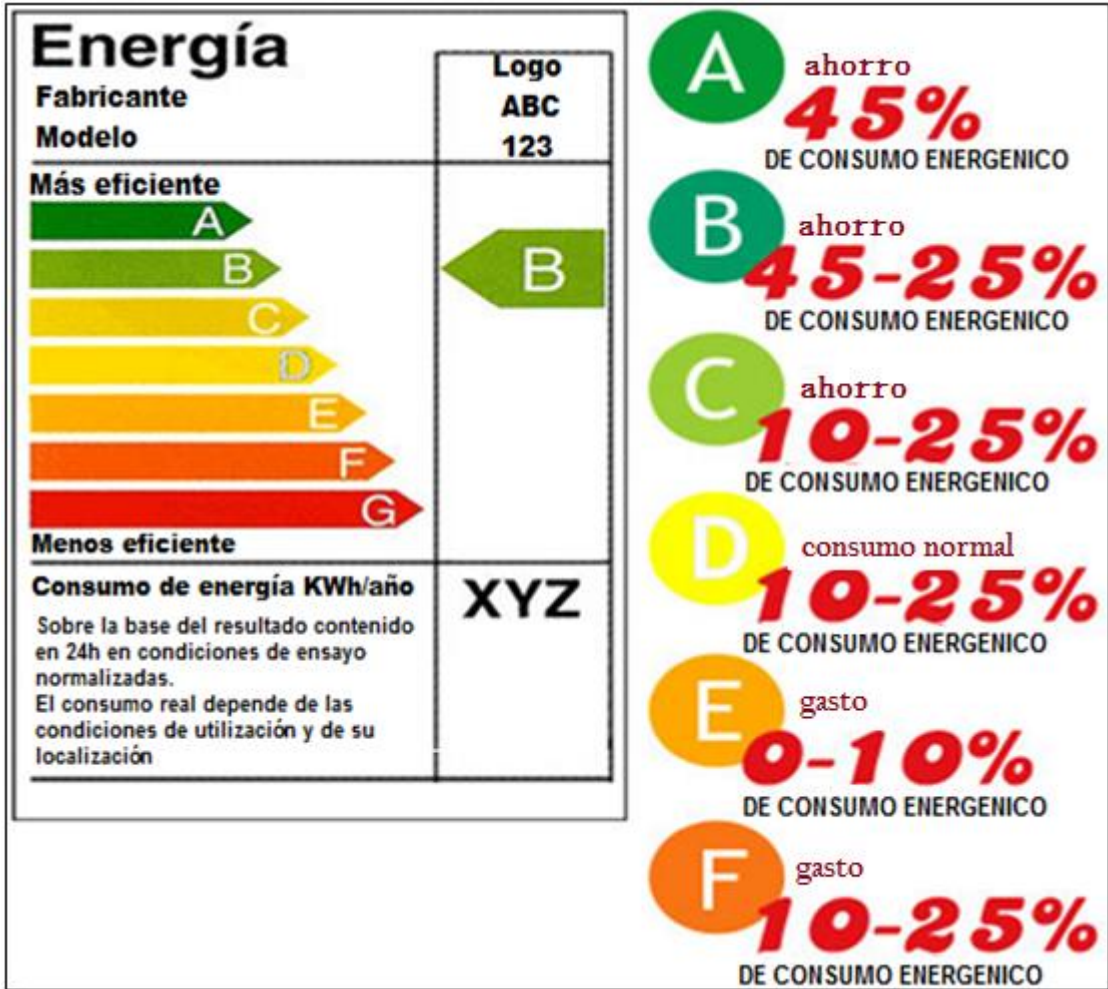 Energía
Fabricante
Modelo
Logo
ABC
123
Más eficiente
A
B
C
D
E
F
G
B
Menos eficiente
Consumo de energía KWh/año
XYZ
Sobre la base del resultado contenido
en 24h en condiciones de ensayo
normalizadas.
El consumo real depende de las
condiciones de utilización y de su
localización
A ahorro
45%
DE CONSUMO ENERGENICO
B ahorro
45-25%
DE CONSUMO ENERGENICO
C ahorro
10-25%
DE CONSUMO ENERGENICO
D consumo normal
10-25%
DE CONSUMO ENERGENICO
E gasto
0-10%
DE CONSUMO ENERGENICO
F gasto
10-25%
DE CONSUMO ENERGENICO